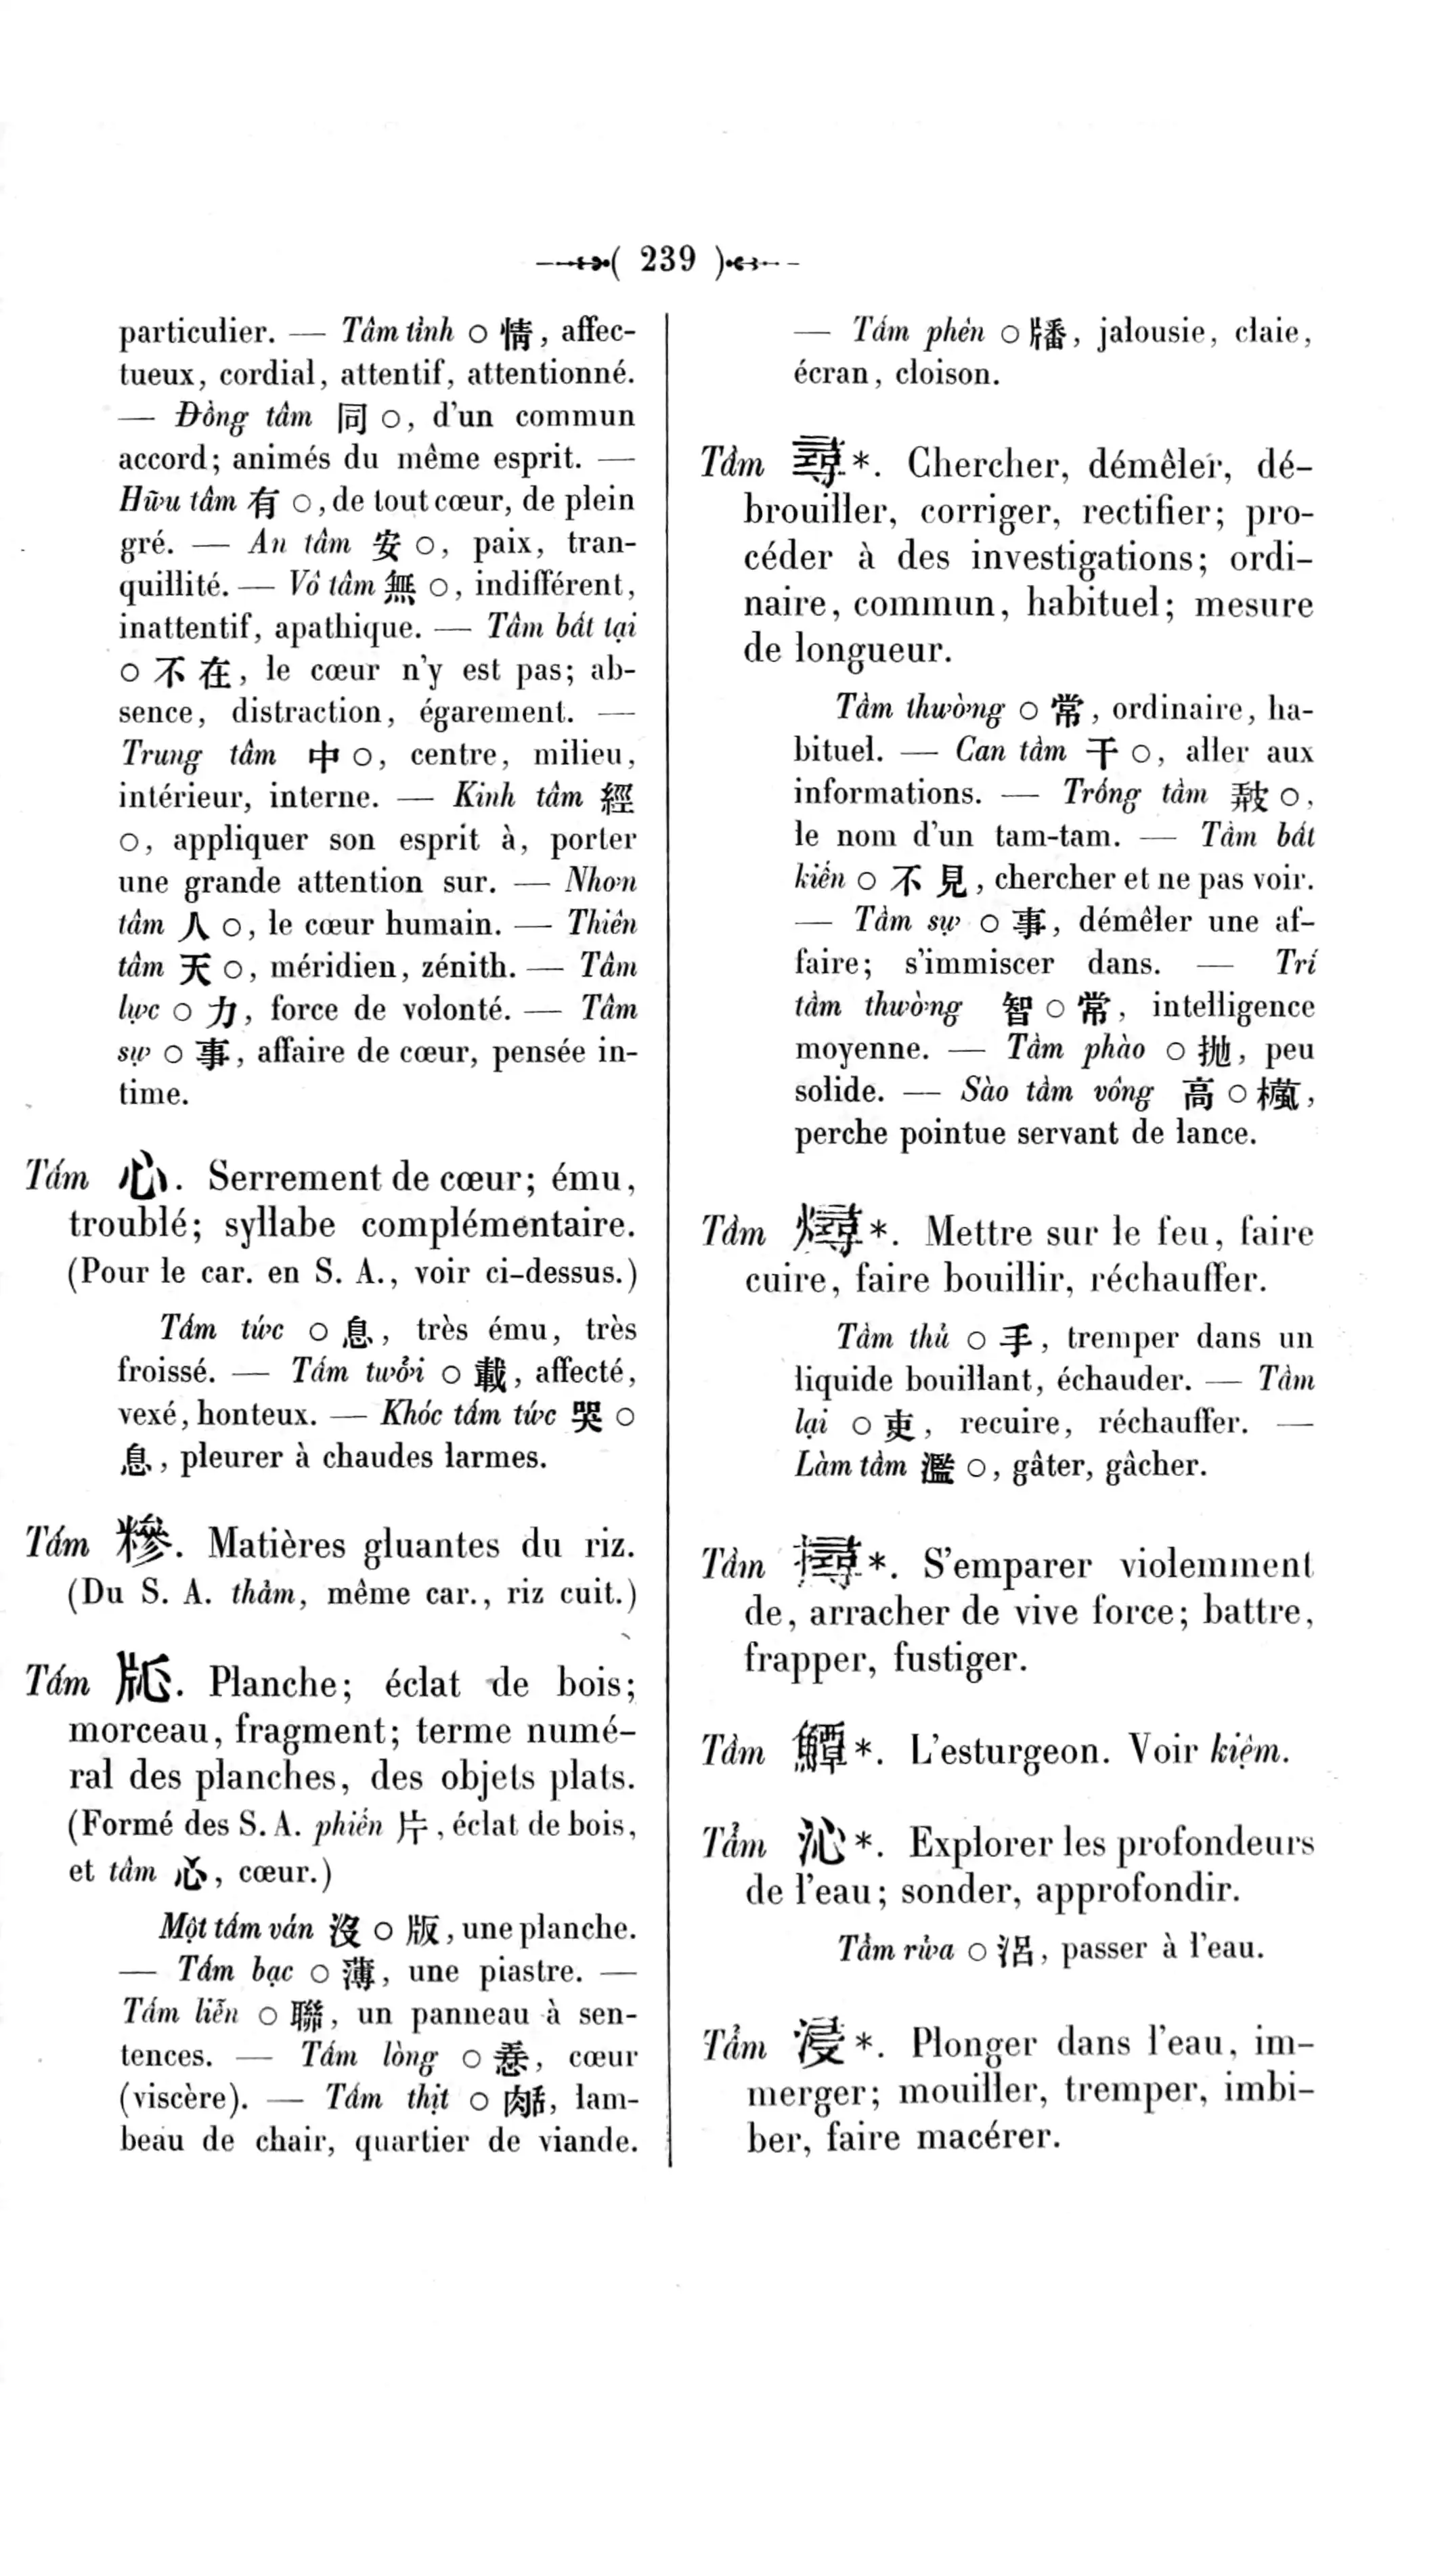 ( 239 )
particulier. — Tâm tình ○ 情, affec-
tueux, cordial, attentif, attentionné.
— Đồng tâm 同 ○, d'un commun
accord; animés du même esprit. —
Hữu tâm 有 ○, de tout cœur, de plein
gré. — An tâm 安 ○, paix, tran-
quillité. — Vô tâm 無 ○, indifférent,
inattentif, apathique. — Tâm bất tại
○ 不 在, le cœur n'y est pas; ab-
sence, distraction, égarement. —
Trung tâm 中 ○, centre, milieu,
intérieur, interne. — Kinh tâm 經
○, appliquer son esprit à, porter
une grande attention sur. — Nhơn
tâm 人 ○, le cœur humain. — Thiên
tâm 天 ○, méridien, zénith. — Tâm
lực ○ 力, force de volonté. — Tâm
sự ○ 事, affaire de cœur, pensée in-
time.
Tấm 心. Serrement de cœur; ému,
troublé; syllabe complémentaire.
(Pour le car. en S. A., voir ci-dessus.)
Tấm tức ○ 息, très ému, très
froissé. — Tấm tưởi ○ 載, affecté,
vexé, honteux. — Khóc tấm tức 哭 ○
息, pleurer à chaudes larmes.
Tấm 糝. Matières gluantes du riz.
(Du S. A. thảm, même car., riz cuit.)
Tấm. Planche; éclat de bois;
morceau, fragment; terme numé-
ral des planches, des objets plats.
(Formé des S. A. phiến 片, éclat de bois,
et tâm 心, cœur.)
Một tấm ván 沒 ○ 版, une planche.
— Tấm bạc ○ 薄, une piastre. —
Tấm liễn ○ 聯, un panneau à sen-
tences. — Tấm lòng ○, cœur
(viscère). — Tấm thịt ○, lam-
beau de chair, quartier de viande.
— Tấm phên ○, jalousie, claie,
écran, cloison.
Tầm 尋 *. Chercher, démêler, dé-
brouiller, corriger, rectifier; pro-
céder à des investigations; ordi-
naire, commun, habituel; mesure
de longueur.
Tầm thường ○ 常, ordinaire, ha-
bituel. — Can tầm 干 ○, aller aux
informations. — Trống tầm ○,
le nom d'un tam-tam. — Tầm bất
kiến ○ 不 見, chercher et ne pas voir.
— Tầm sự ○ 事, démêler une af-
faire; s'immiscer dans. — Trí
tầm thường 智 ○ 常, intelligence
moyenne. — Tầm phào ○ 抛, peu
solide. — Sào tầm vông 高 ○, 
perche pointue servant de lance.
Tầm 燖 *. Mettre sur le feu, faire
cuire, faire bouillir, réchauffer.
Tầm thủ ○ 手, tremper dans un
liquide bouillant, échauder. — Tầm
lại ○ 吏, recuire, réchauffer. —
Làm tầm 濫 ○, gâter, gâcher.
Tầm 撏 *. S'emparer violemment
de, arracher de vive force; battre,
frapper, fustiger.
Tầm 鱏 *. L'esturgeon. Voir kiệm.
Tẩm 沁 *. Explorer les profondeurs
de l'eau; sonder, approfondir.
Tẩm rửa ○ 浥, passer à l'eau.
Tẩm 浸 *. Plonger dans l'eau, im-
merger; mouiller, tremper, imbi-
ber, faire macérer.